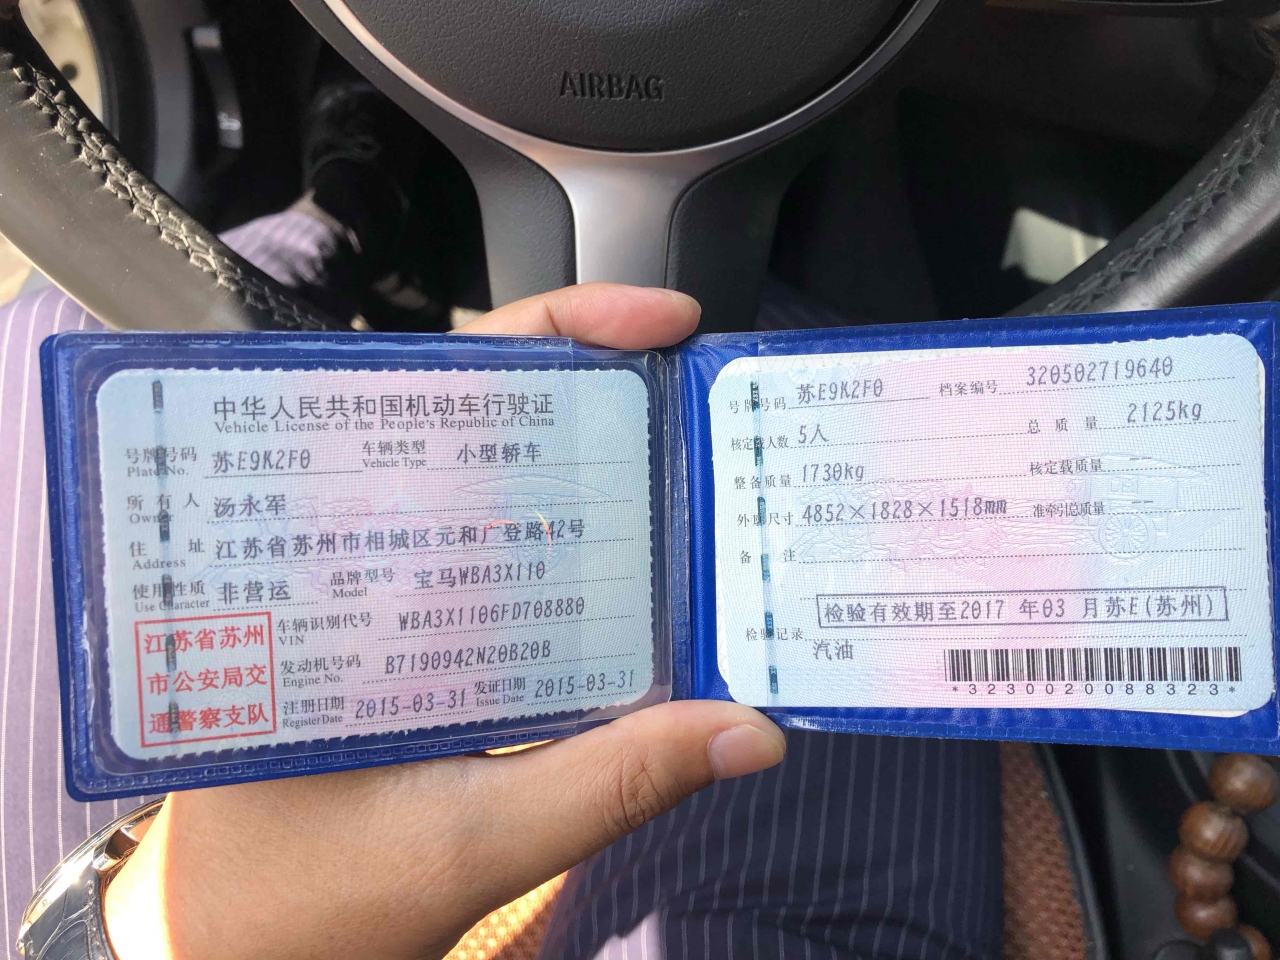 AIRBAG
中华人民共和国机动车行驶证
Vehicle License of the People's Republic of China
号牌号码 苏E9K2F0 车辆类型 小型轿车
Plate No. Vehicle Type
所有人 汤永军
Owner
住址 江苏省苏州市相城区元和广登路42号
Address
使用性质 非营运 品牌型号 宝马WBA3X110
Use Character Model
江苏省苏州
市公安局交
通警察支队
车辆识别代号 WBA3X1106FD708880
VIN
发动机号码 B7190942N20B20B
Engine No.
注册日期 2015-03-31 发证日期 2015-03-31
Register Date Issue Date
号牌号码 苏E9K2F0 档案编号 320502719640
核定载人数 5人 总质量 2125kg
整备质量 1730kg 核定载质量 --
外廓尺寸 4852×1828×1518mm 准牵引总质量 --
备注
检验有效期至2017 年03 月苏E(苏州)
检验记录
汽油
*3230020088323*